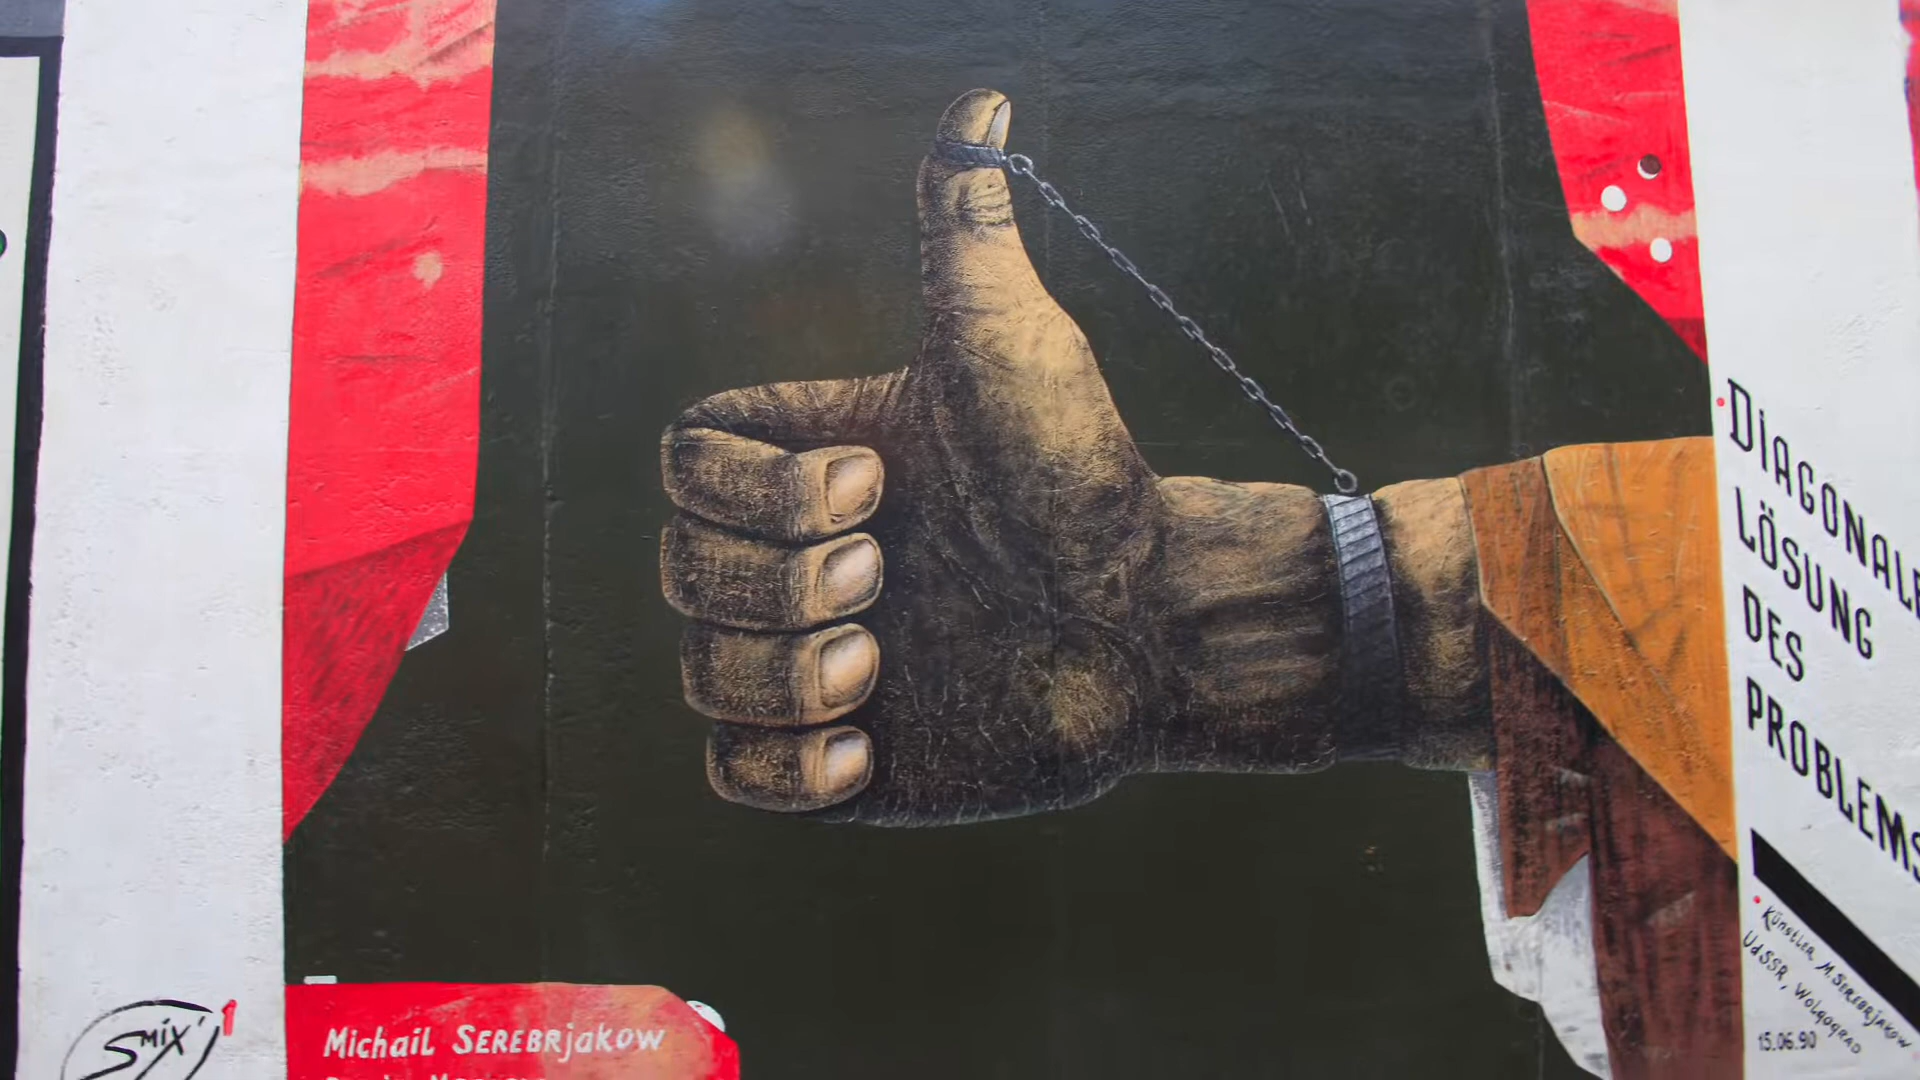 DiAGONALE
LÖSUNG
DES
PROBLEMS
Künstler M.Serebrjakow
UdSSR, Wolgograd
15.06.90
SMiX'
Michail SEREBRjAKOW